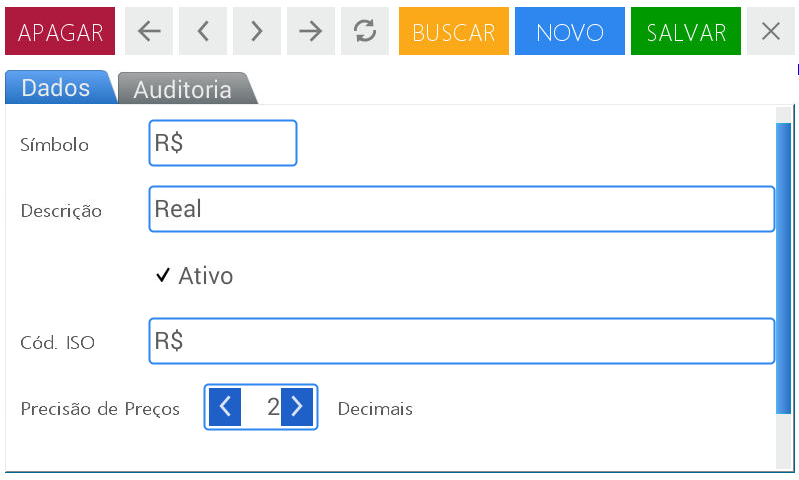 APAGAR BUSCAR NOVO SALVAR
Dados Auditoria
Símbolo R$
Descrição Real
Ativo
Cód. ISO R$
Precisão de Preços 2 Decimais